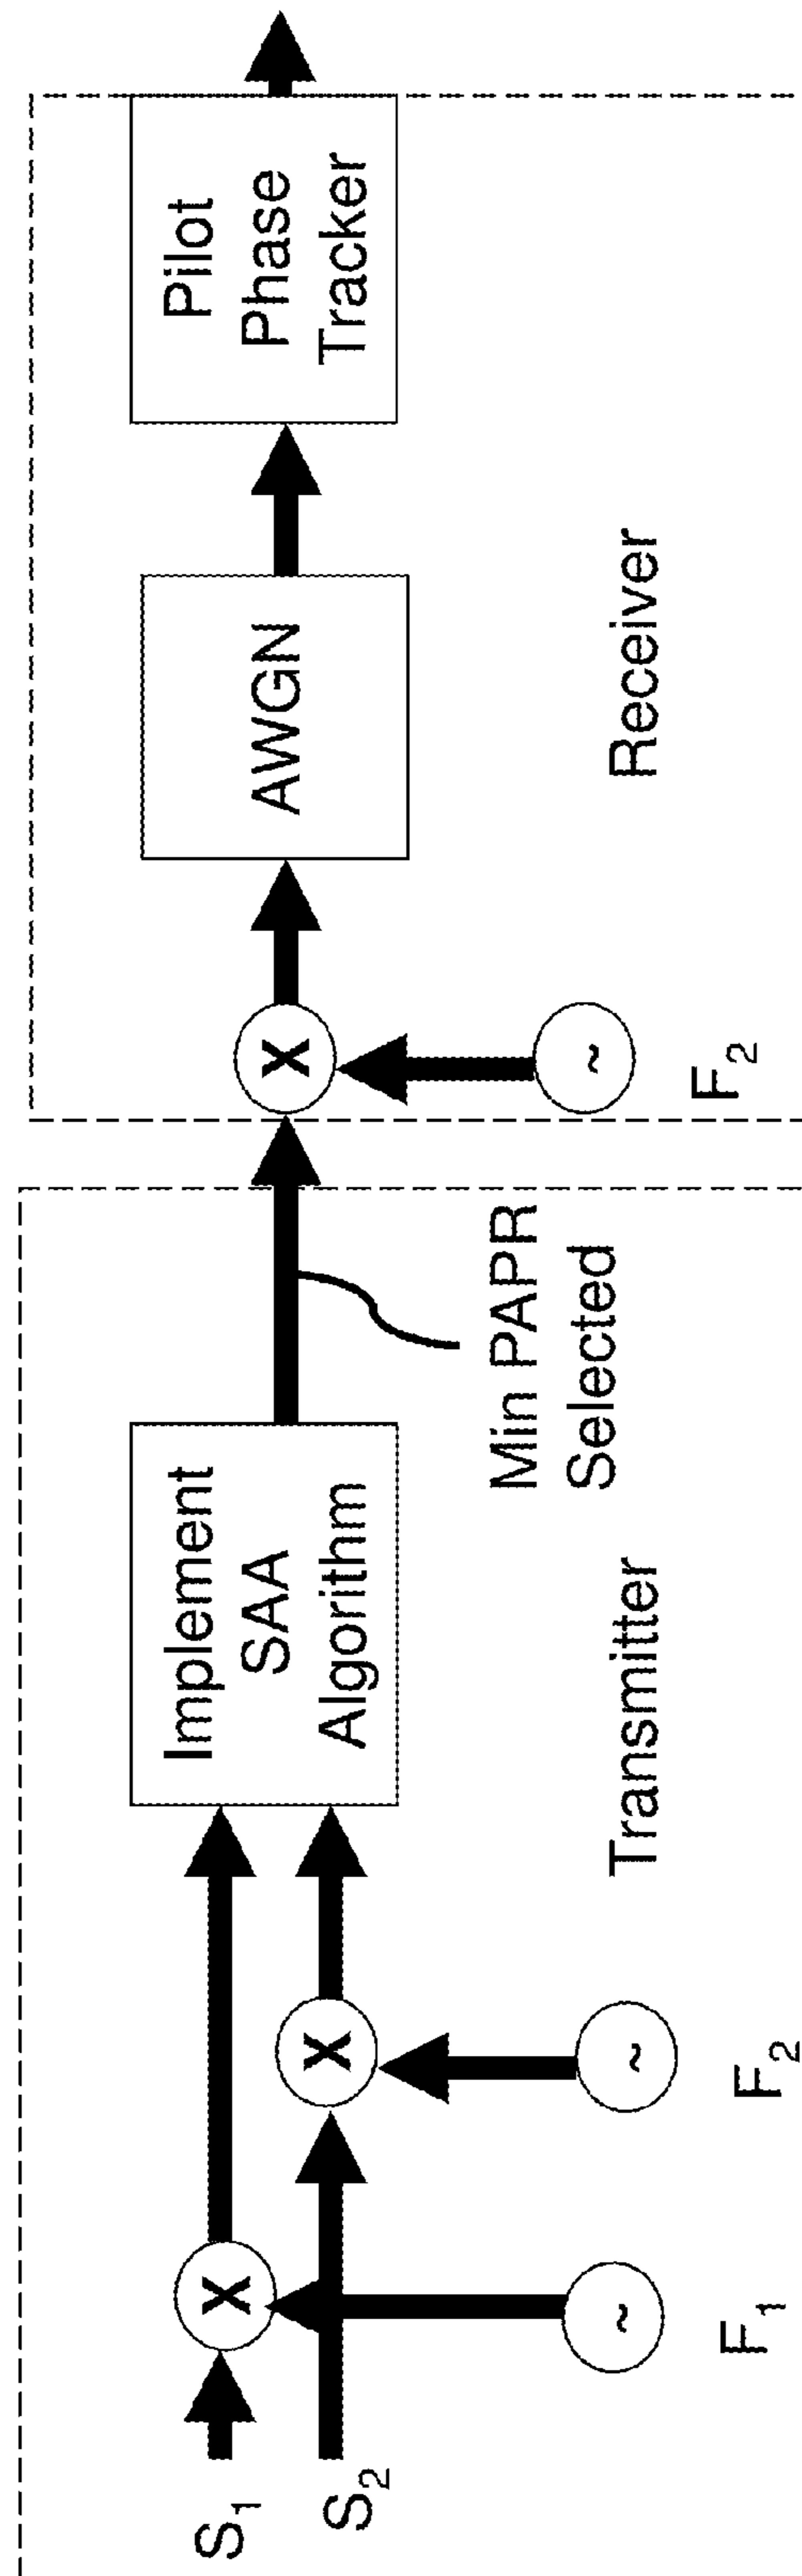 S1
S2
X
X
~
~
F1
F2
Implement
SAA
Algorithm
Min PAPR
Selected
Transmitter
X
~
F2
AWGN
Pilot
Phase
Tracker
Receiver